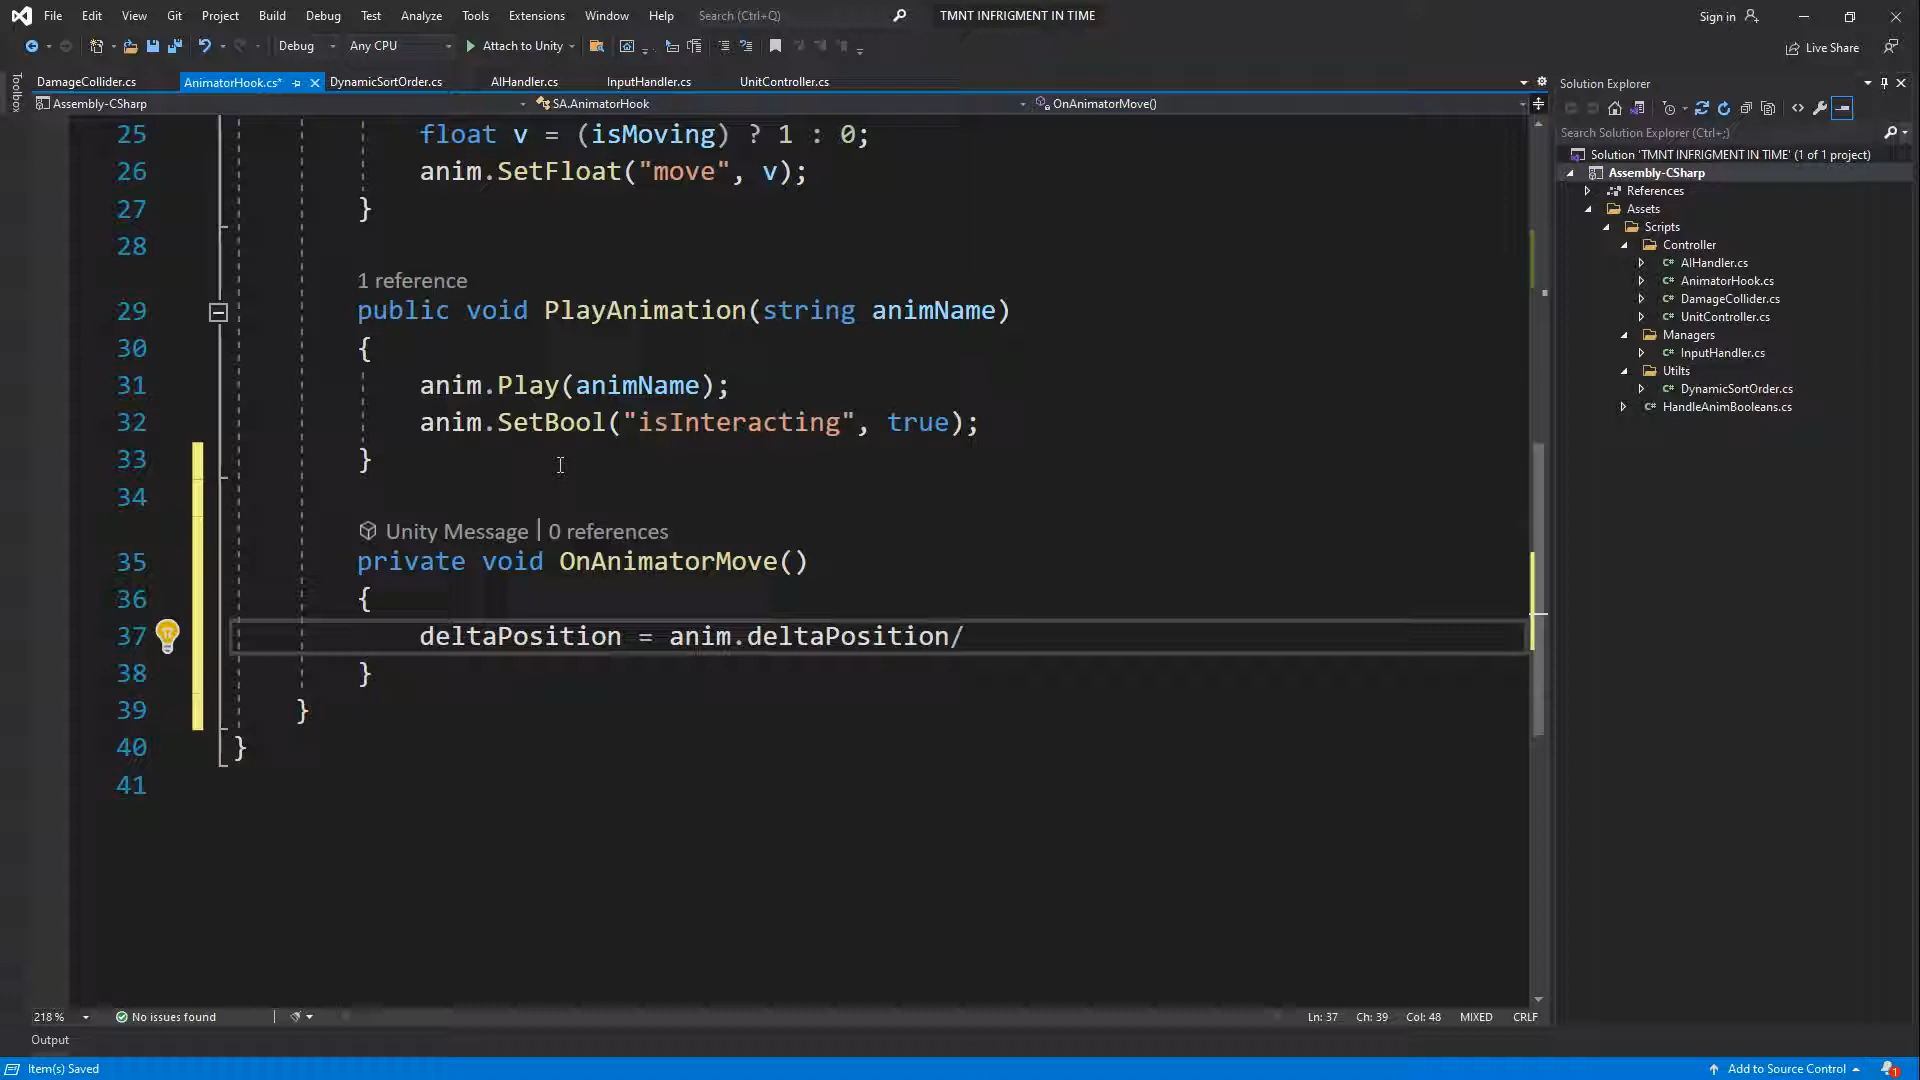 File Edit View Git Project Build Debug Test Analyze Tools Extensions Window Help Search (Ctrl+Q) TMNT INFRIGMENT IN TIME Sign in
Debug Any CPU Attach to Unity Live Share
Toolbox
DamageCollider.cs AnimatorHook.cs* DynamicSortOrder.cs AIHandler.cs InputHandler.cs UnitController.cs
Assembly-CSharp SA.AnimatorHook OnAnimatorMove()
25 float v = (isMoving) ? 1 : 0;
26 anim.SetFloat("move", v);
27 }
28
1 reference
29 public void PlayAnimation(string animName)
30 {
31 anim.Play(animName);
32 anim.SetBool("isInteracting", true);
33 }
34
Unity Message | 0 references
35 private void OnAnimatorMove()
36 {
37 deltaPosition = anim.deltaPosition/
38 }
39 }
40 }
41
218 % No issues found Ln: 37 Ch: 39 Col: 48 MIXED CRLF
Output
Item(s) Saved Add to Source Control 1
Solution Explorer
Search Solution Explorer (Ctrl+;)
Solution 'TMNT INFRIGMENT IN TIME' (1 of 1 project)
Assembly-CSharp
References
Assets
Scripts
Controller
C# AIHandler.cs
C# AnimatorHook.cs
C# DamageCollider.cs
C# UnitController.cs
Managers
C# InputHandler.cs
Utilts
C# DynamicSortOrder.cs
C# HandleAnimBooleans.cs